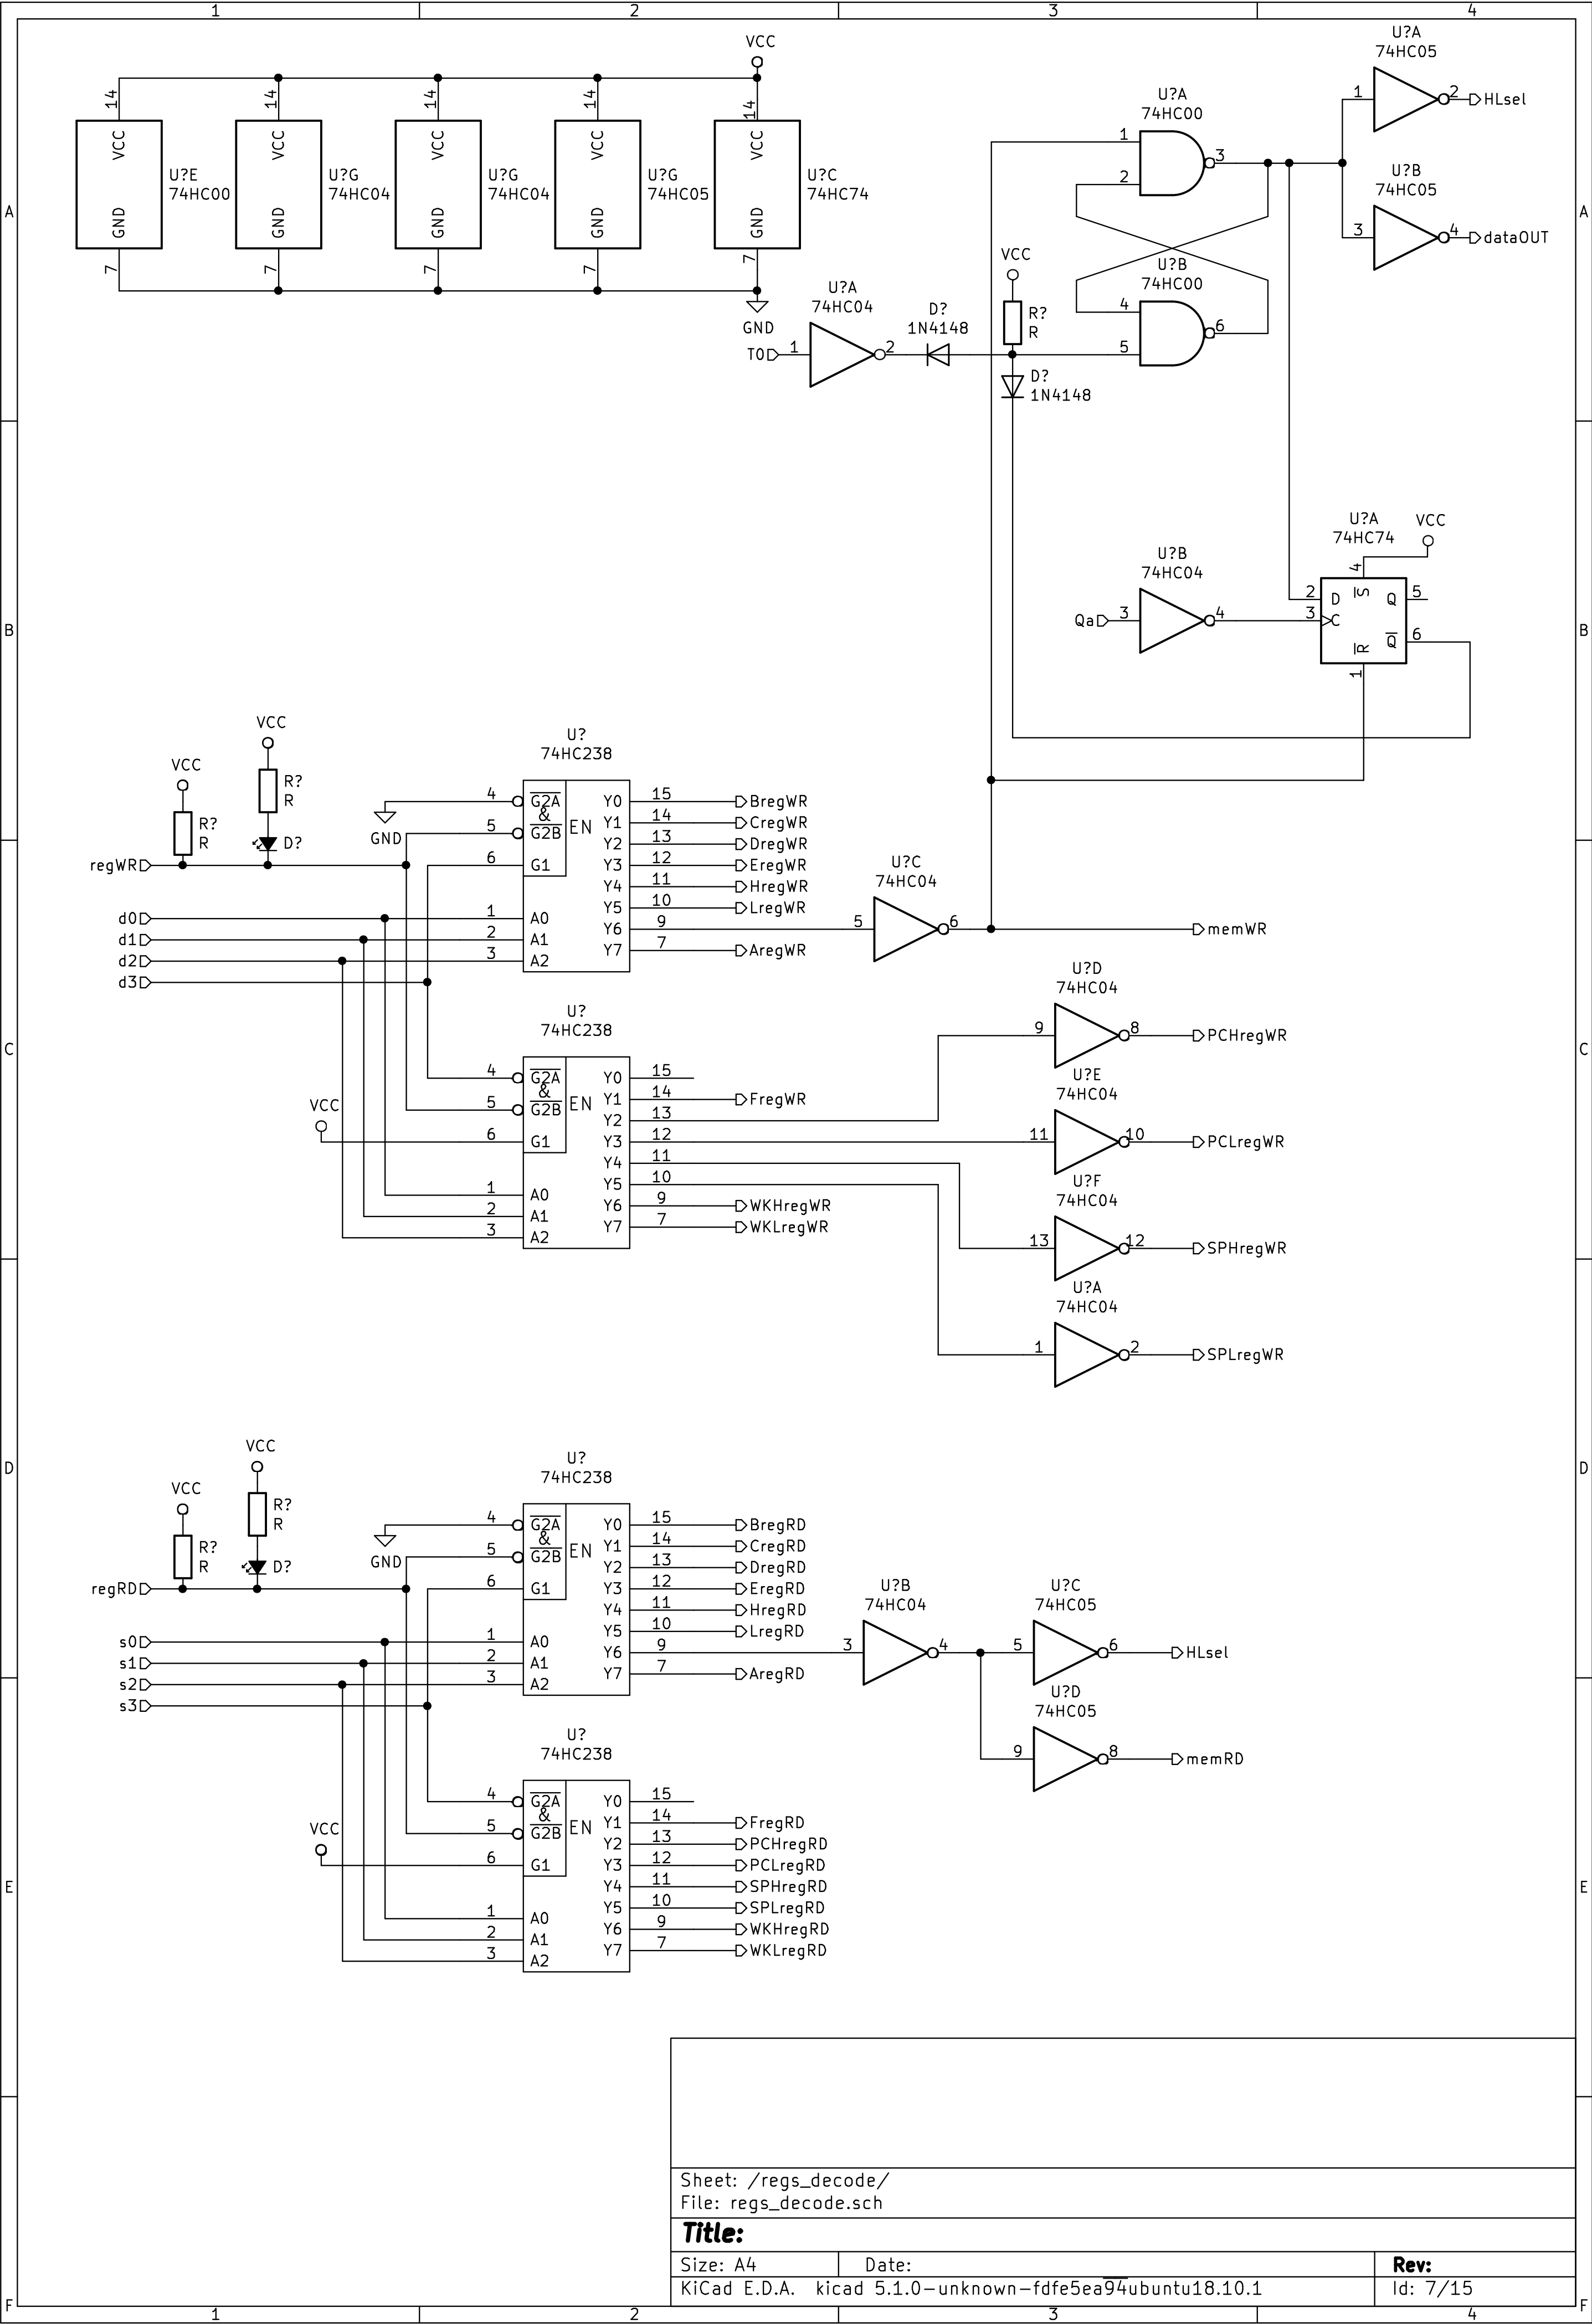 1 2 3 4
VCC
14 14 14 14 14
VCC VCC VCC VCC VCC
GND GND GND GND GND
U?E
74HC00
U?G
74HC04
U?G
74HC04
U?G
74HC05
U?C
74HC74
7 7 7 7 7
GND
A A
U?A
74HC05
1 2 HLsel
U?B
74HC05
3 4 dataOUT
U?A
74HC00
1
2
3
U?B
74HC00
4
5
6
VCC
R?
R
U?A
74HC04
T0 1 2
D?
1N4148
D?
1N4148
B B
U?B
74HC04
Qa 3 4
U?A
74HC74
VCC
4
2 D S Q 5
3 C
R Q 6
1
VCC
R?
R
VCC
R?
R
D?
regWR
d0
d1
d2
d3
GND
U?
74HC238
4 G2A Y0 15 BregWR
& Y1 14 CregWR
5 G2B EN Y2 13 DregWR
6 G1 Y3 12 EregWR
Y4 11 HregWR
Y5 10 LregWR
1 A0 Y6 9
2 A1 Y7 7 AregWR
3 A2
U?C
74HC04
5 6 memWR
C C
VCC
U?
74HC238
4 G2A Y0 15
& Y1 14 FregWR
5 G2B EN Y2 13
6 G1 Y3 12
Y4 11
Y5 10
1 A0 Y6 9 WKHregWR
2 A1 Y7 7 WKLregWR
3 A2
U?D
74HC04
9 8 PCHregWR
U?E
74HC04
11 10 PCLregWR
U?F
74HC04
13 12 SPHregWR
U?A
74HC04
1 2 SPLregWR
D D
VCC
R?
R
VCC
R?
R
D?
regRD
s0
s1
s2
s3
GND
U?
74HC238
4 G2A Y0 15 BregRD
& Y1 14 CregRD
5 G2B EN Y2 13 DregRD
6 G1 Y3 12 EregRD
Y4 11 HregRD
Y5 10 LregRD
1 A0 Y6 9
2 A1 Y7 7 AregRD
3 A2
U?B
74HC04
3 4
U?C
74HC05
5 6 HLsel
U?D
74HC05
9 8 memRD
E E
VCC
U?
74HC238
4 G2A Y0 15
& Y1 14 FregRD
5 G2B EN Y2 13 PCHregRD
6 G1 Y3 12 PCLregRD
Y4 11 SPHregRD
Y5 10 SPLregRD
1 A0 Y6 9 WKHregRD
2 A1 Y7 7 WKLregRD
3 A2
Sheet: /regs_decode/
File: regs_decode.sch
Title:
Size: A4 Date: Rev:
KiCad E.D.A. kicad 5.1.0-unknown-fdfe5ea94ubuntu18.10.1 Id: 7/15
F F
1 2 3 4